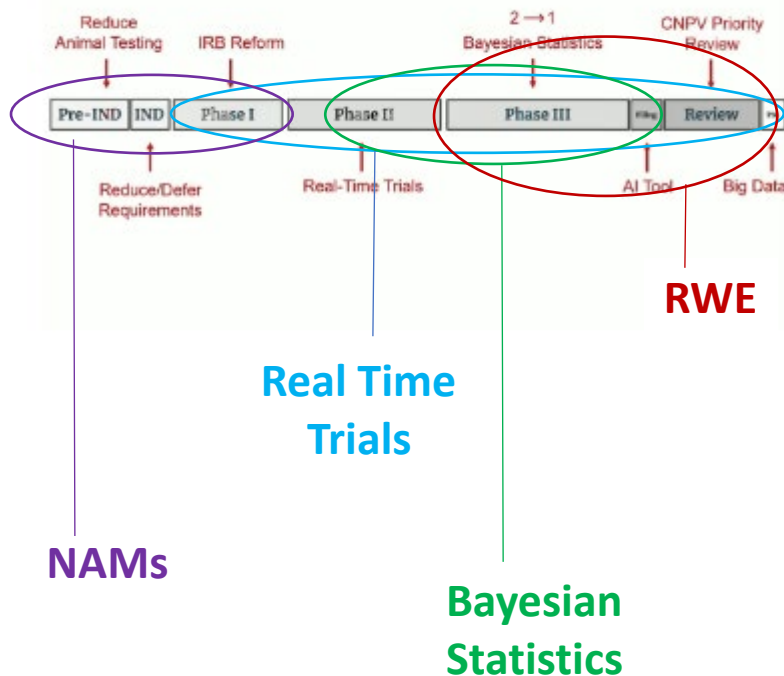 Reduce
Animal Testing
IRB Reform
2 → 1
Bayesian Statistics
CNPV Priority
Review
Pre-IND
IND
Phase I
Phase II
Phase III
Filing
Review
Reduce/Defer
Requirements
Real-Time Trials
AI Tool
Big Data
RWE
Real Time
Trials
NAMs
Bayesian
Statistics